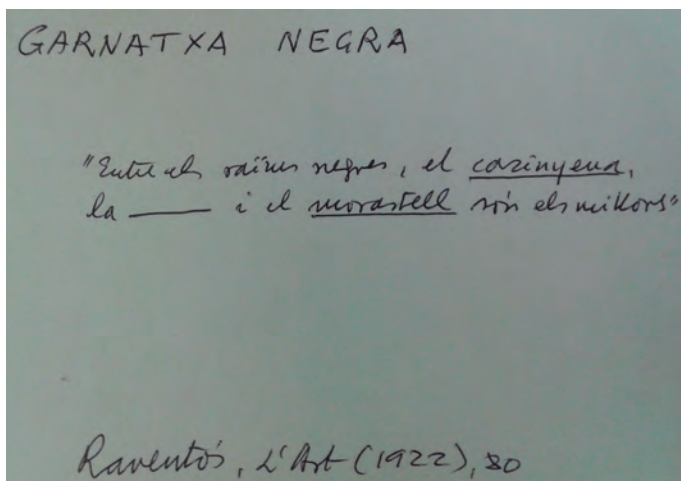 GARNATXA NEGRA
"Entre els raïms negres, el carinyena,
la —— i el morastell són els millors"
Raventós, L'Art (1922), 80